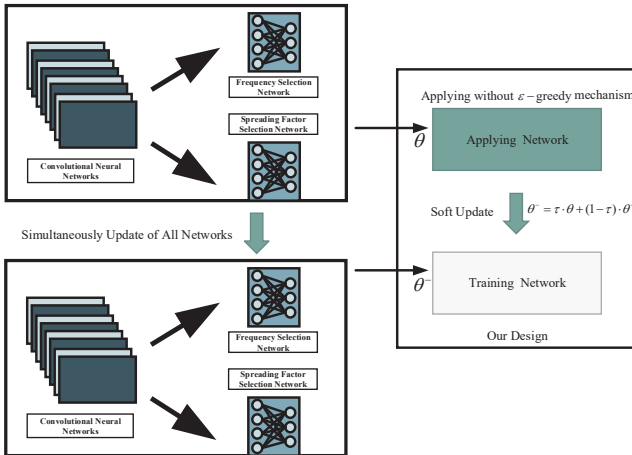 Frequency Selection
Network
Spreading Factor
Selection Network
Convolutional Neural
Networks
Simultaneously Update of All Networks
Frequency Selection
Network
Spreading Factor
Selection Network
Convolutional Neural
Networks
Applying without ε−greedy mechanism
θ
Applying Network
Soft Update
θ⁻ = τ·θ+(1−τ)·θ⁻
θ⁻
Training Network
Our Design